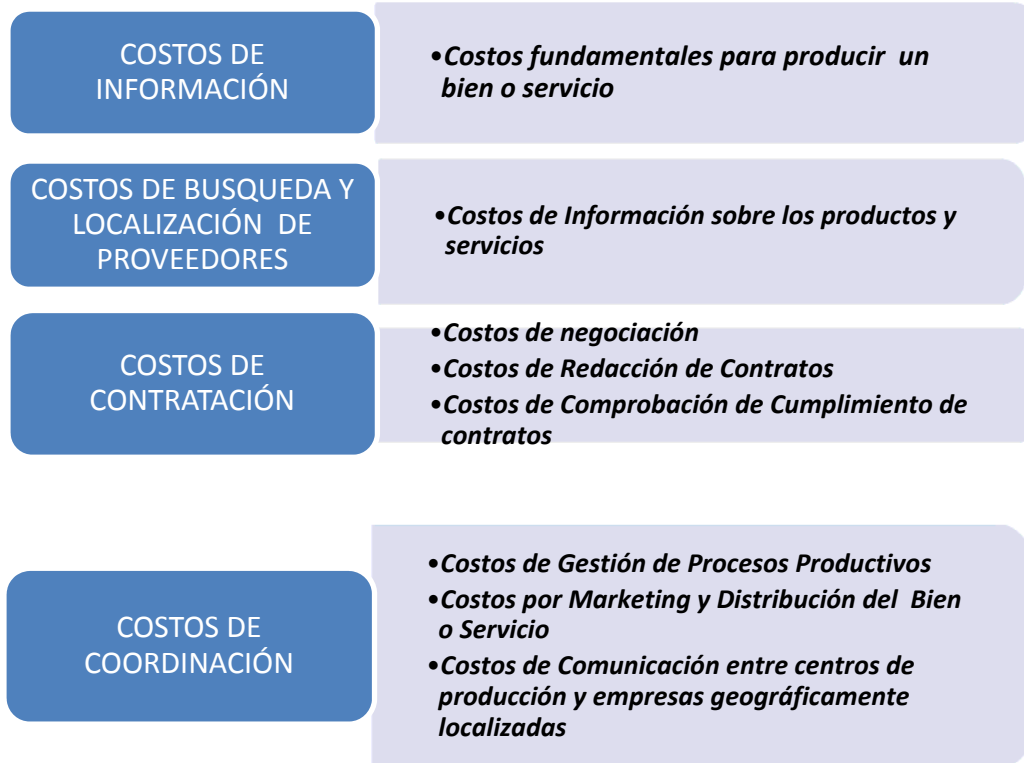 COSTOS DE
INFORMACIÓN
•Costos fundamentales para producir un
bien o servicio
COSTOS DE BUSQUEDA Y
LOCALIZACIÓN DE
PROVEEDORES
•Costos de Información sobre los productos y
servicios
COSTOS DE
CONTRATACIÓN
•Costos de negociación
•Costos de Redacción de Contratos
•Costos de Comprobación de Cumplimiento de
contratos
COSTOS DE
COORDINACIÓN
•Costos de Gestión de Procesos Productivos
•Costos por Marketing y Distribución del Bien
o Servicio
•Costos de Comunicación entre centros de
producción y empresas geográficamente
localizadas